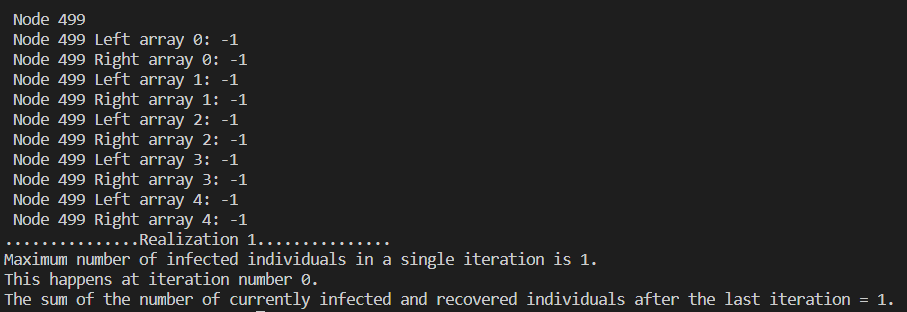 Node 499
Node 499 Left array 0: -1
Node 499 Right array 0: -1
Node 499 Left array 1: -1
Node 499 Right array 1: -1
Node 499 Left array 2: -1
Node 499 Right array 2: -1
Node 499 Left array 3: -1
Node 499 Right array 3: -1
Node 499 Left array 4: -1
Node 499 Right array 4: -1
...............Realization 1...............
Maximum number of infected individuals in a single iteration is 1.
This happens at iteration number 0.
The sum of the number of currently infected and recovered individuals after the last iteration = 1.